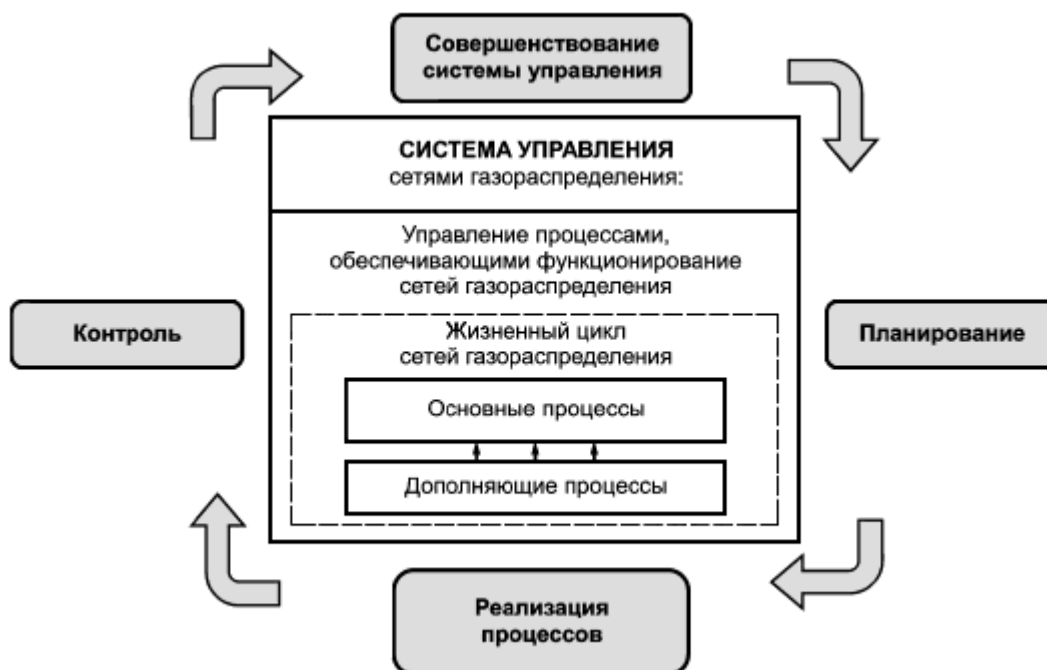 Совершенствование
системы управления
СИСТЕМА УПРАВЛЕНИЯ
сетями газораспределения:
Управление процессами,
обеспечивающими функционирование
сетей газораспределения
Контроль
Планирование
Жизненный цикл
сетей газораспределения
Основные процессы
Дополняющие процессы
Реализация
процессов